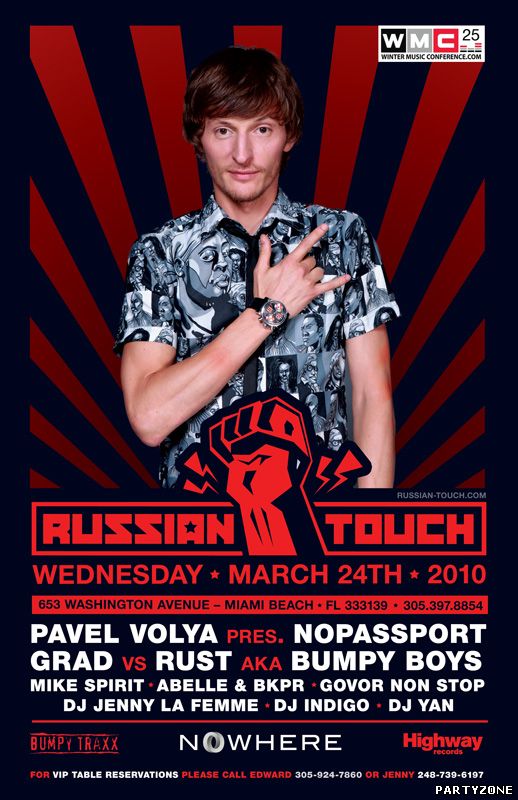 WMC 25
WINTER MUSIC CONFERENCE.COM
RUSSIAN-TOUCH.COM
RUSSIAN TOUCH
WEDNESDAY ★ MARCH 24TH ★ 2010
653 WASHINGTON AVENUE – MIAMI BEACH • FL 333139 • 305.397.8854
PAVEL VOLYA PRES. NOPASSPORT
GRAD VS RUST AKA BUMPY BOYS
MIKE SPIRIT ★ ABELLE & BKPR ★ GOVOR NON STOP
DJ JENNY LA FEMME ★ DJ INDIGO ★ DJ YAN
BUMPY TRAXX NOWHERE Highway
records
FOR VIP TABLE RESERVATIONS PLEASE CALL EDWARD 305-924-7860 OR JENNY 248-739-6197
PARTYZONE